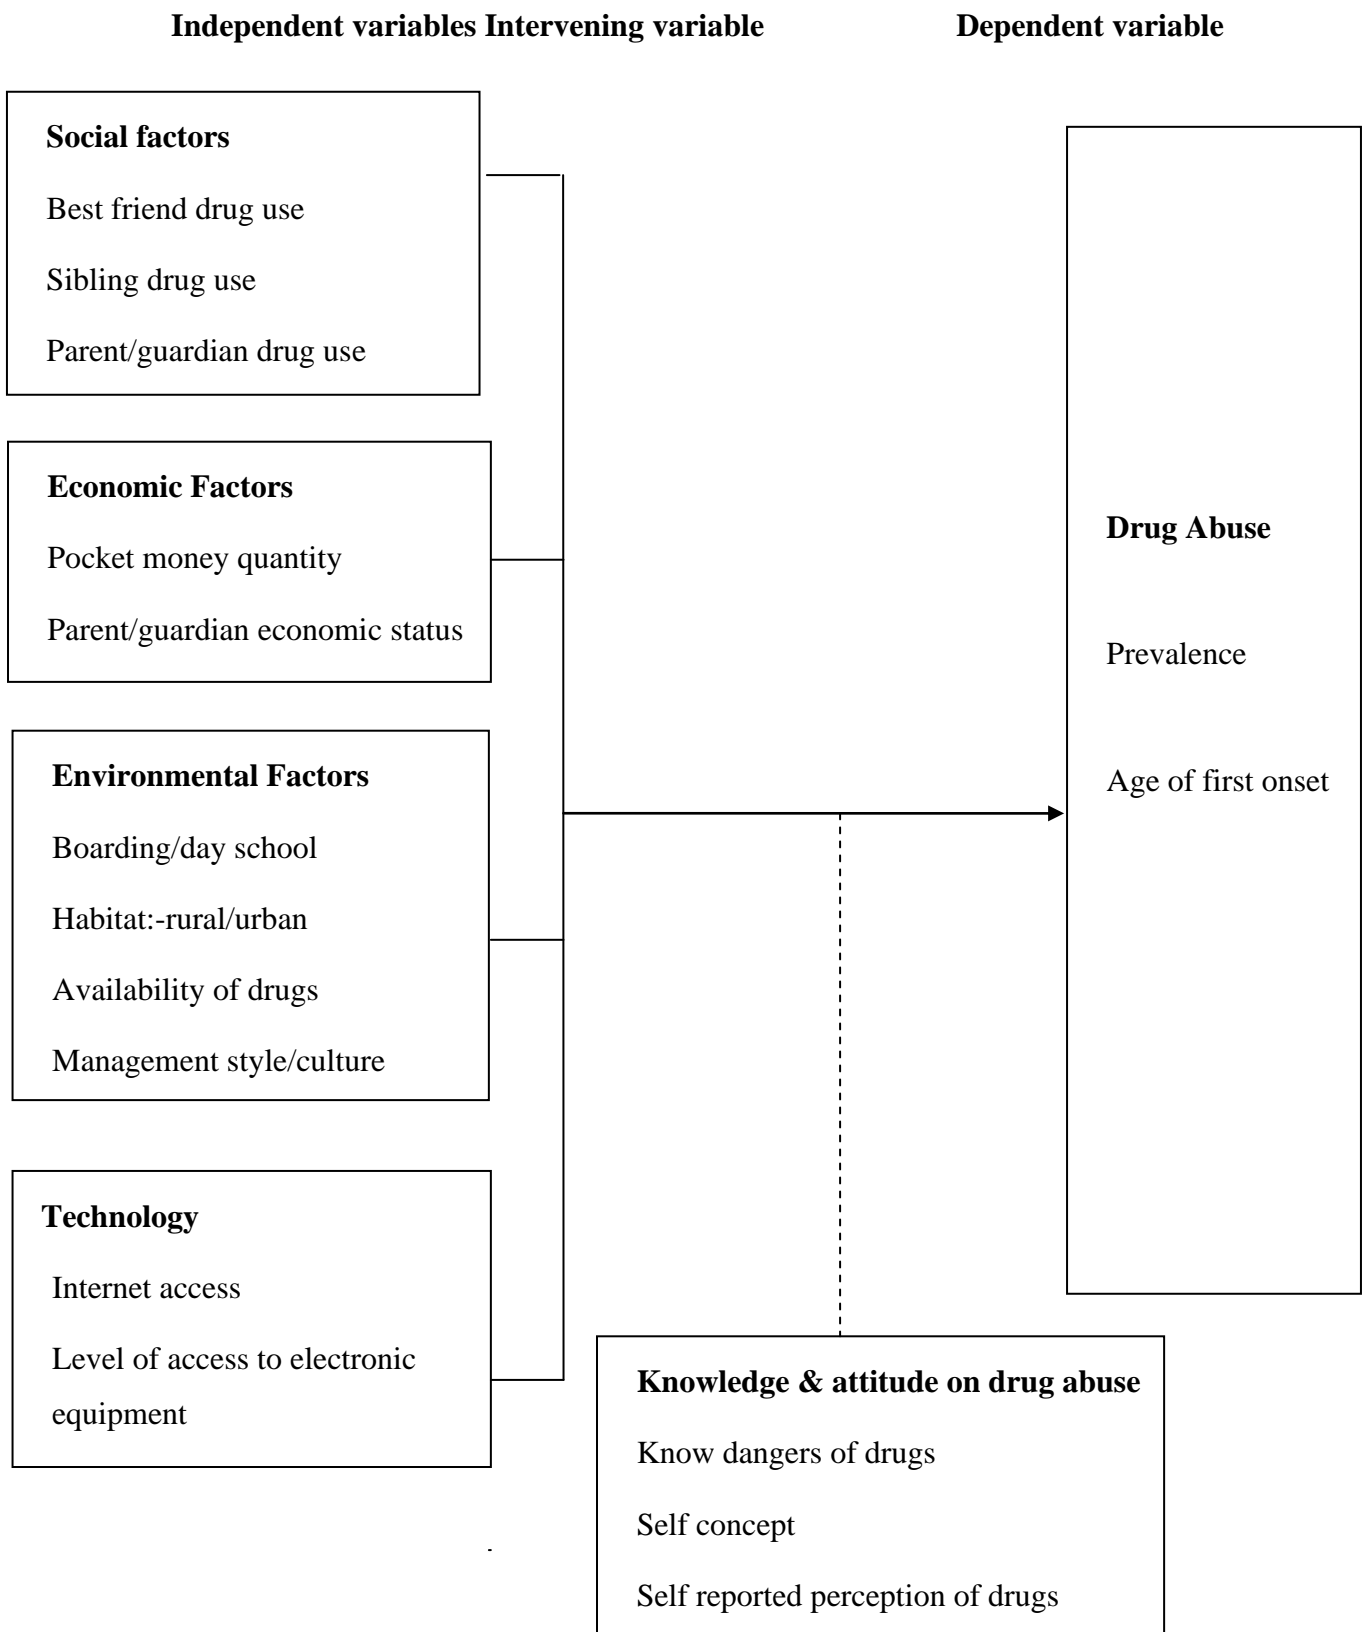 Independent variables Intervening variable Dependent variable
Social factors
Best friend drug use
Sibling drug use
Parent/guardian drug use
Economic Factors
Pocket money quantity
Parent/guardian economic status
Environmental Factors
Boarding/day school
Habitat:-rural/urban
Availability of drugs
Management style/culture
Technology
Internet access
Level of access to electronic
equipment
Drug Abuse
Prevalence
Age of first onset
Knowledge & attitude on drug abuse
Know dangers of drugs
Self concept
Self reported perception of drugs